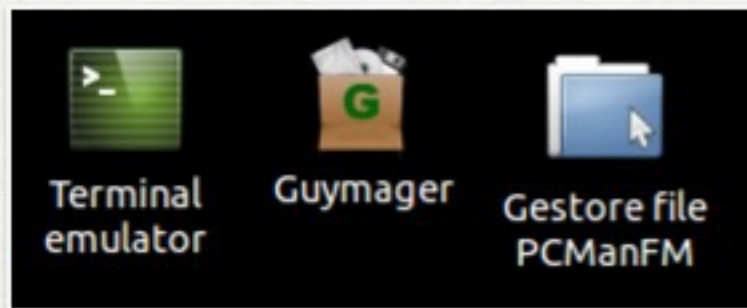 >_
G
Terminal
emulator
Guymager
Gestore file
PCManFM